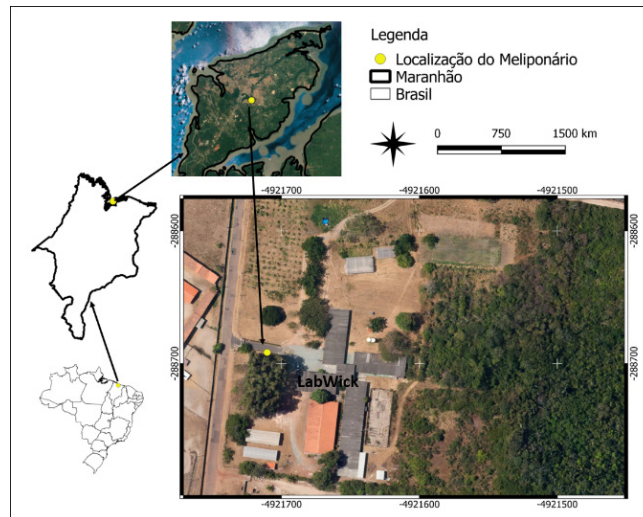 Legenda
Localização do Meliponário
Maranhão
Brasil
0 750 1500 km
-4921700 -4921600 -4921500
-288600 -288600
-288700 -288700
LabWick
-4921700 -4921600 -4921500